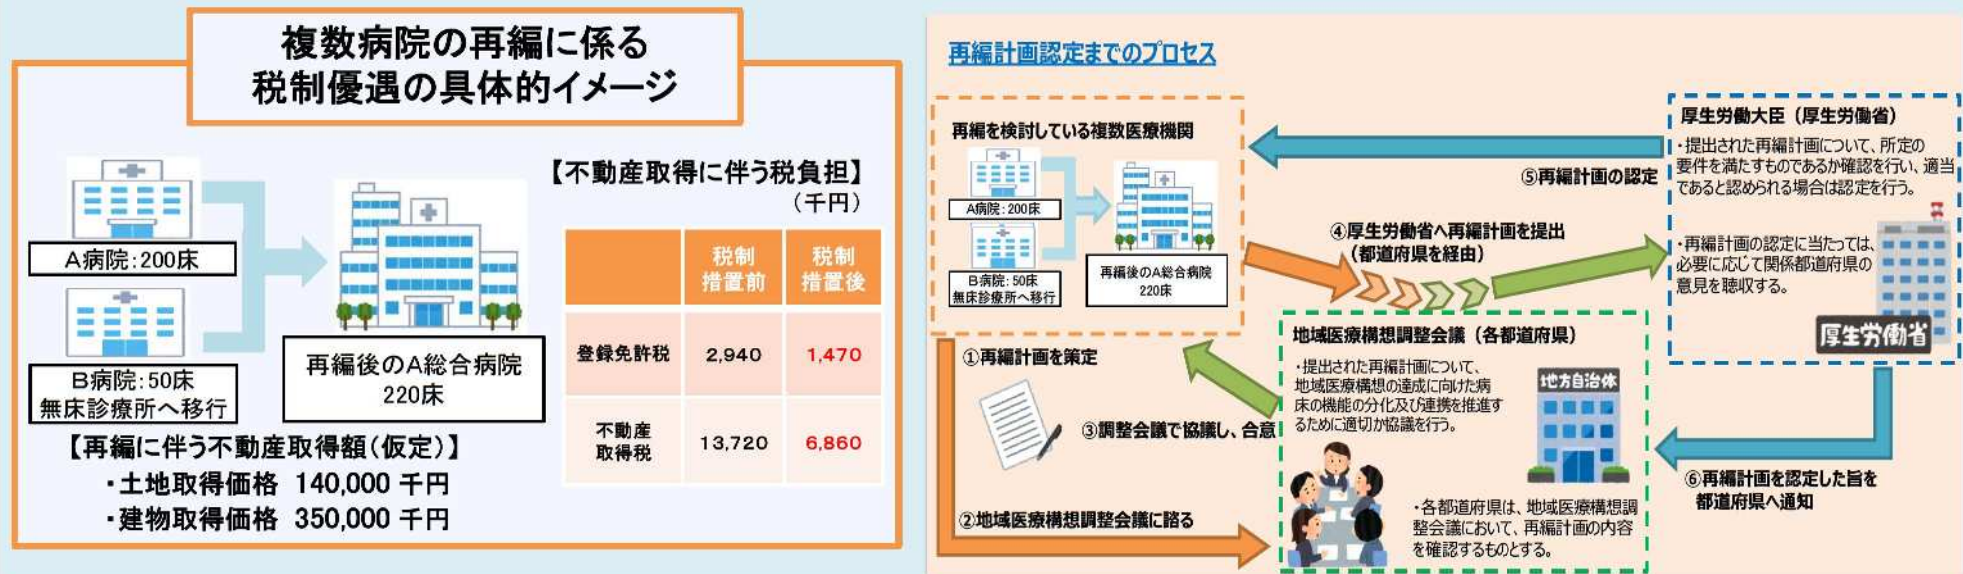 複数病院の再編に係る
税制優遇の具体的イメージ
A病院:200床
B病院:50床
無床診療所へ移行
再編後のA総合病院
220床
【再編に伴う不動産取得額(仮定)】
・土地取得価格 140,000 千円
・建物取得価格 350,000 千円
【不動産取得に伴う税負担】
(千円)
税制
措置前
税制
措置後
登録免許税 2,940 1,470
不動産
取得税
13,720 6,860
再編計画認定までのプロセス
再編を検討している複数医療機関
A病院:200床
B病院:50床
無床診療所へ移行
再編後のA総合病院
220床
①再編計画を策定
②地域医療構想調整会議に諮る
③調整会議で協議し、合意
④厚生労働省へ再編計画を提出
(都道府県を経由)
⑤再編計画の認定
厚生労働大臣(厚生労働省)
・提出された再編計画について、所定の
要件を満たすものであるか確認を行い、適当
であると認められる場合は認定を行う。
・再編計画の認定に当たっては、
必要に応じて関係都道府県の
意見を聴収する。
厚生労働省
地域医療構想調整会議(各都道府県)
・提出された再編計画について、
地域医療構想の達成に向けた病
床の機能の分化及び連携を推進す
るために適切か協議を行う。
地方自治体
・各都道府県は、地域医療構想調
整会議において、再編計画の内容
を確認するものとする。
⑥再編計画を認定した旨を
都道府県へ通知